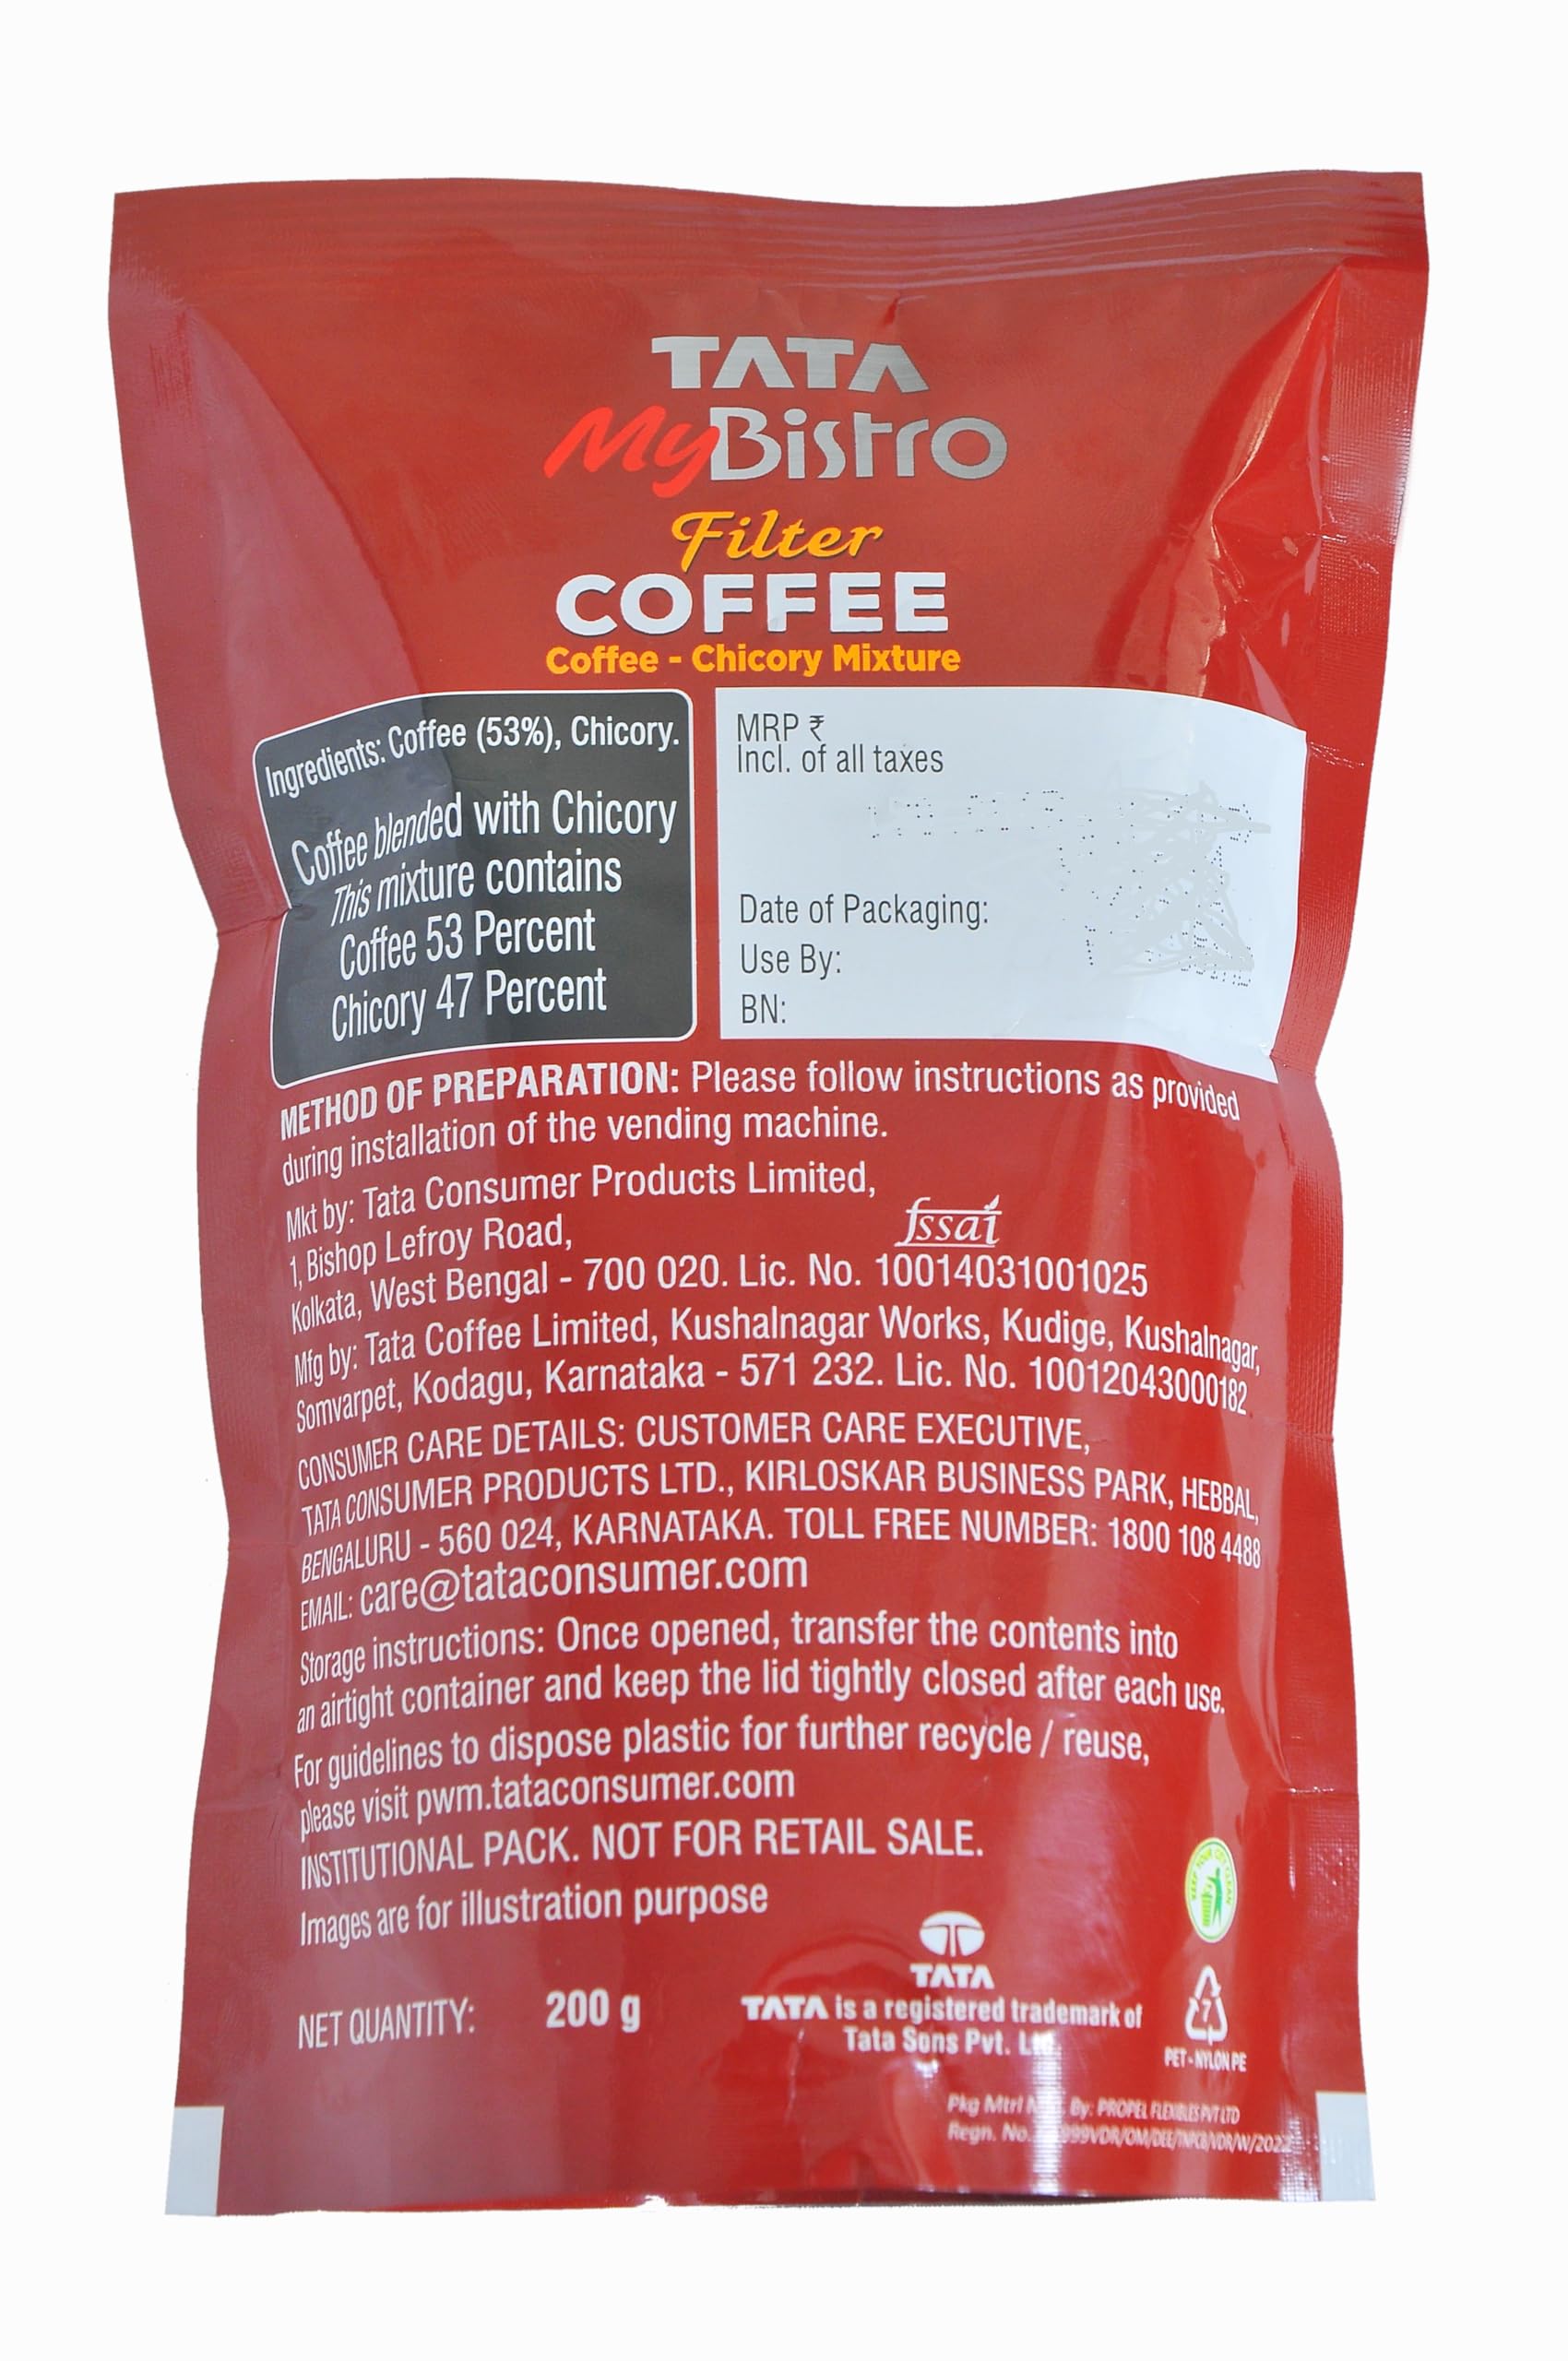 TATA
MyBistro
Filter
COFFEE
Coffee - Chicory Mixture
Ingredients: Coffee (53%), Chicory.
Coffee blended with Chicory
This mixture contains
Coffee 53 Percent
Chicory 47 Percent
MRP ₹
Incl. of all taxes
Date of Packaging:
Use By:
BN:
METHOD OF PREPARATION: Please follow instructions as provided
during installation of the vending machine.
Mkt by: Tata Consumer Products Limited,
1, Bishop Lefroy Road,
fssai
Kolkata, West Bengal - 700 020. Lic. No. 10014031001025
Mfg by: Tata Coffee Limited, Kushalnagar Works, Kudige, Kushalnagar,
Somvarpet, Kodagu, Karnataka - 571 232. Lic. No. 10012043000182
CONSUMER CARE DETAILS: CUSTOMER CARE EXECUTIVE,
TATA CONSUMER PRODUCTS LTD., KIRLOSKAR BUSINESS PARK, HEBBAL,
BENGALURU - 560 024, KARNATAKA. TOLL FREE NUMBER: 1800 108 4488
EMAIL: care@tataconsumer.com
Storage instructions: Once opened, transfer the contents into
an airtight container and keep the lid tightly closed after each use.
For guidelines to dispose plastic for further recycle / reuse,
please visit pwm.tataconsumer.com
INSTITUTIONAL PACK. NOT FOR RETAIL SALE.
Images are for illustration purpose
KEEP YOUR CITY CLEAN
NET QUANTITY: 200 g
TATA
TATA is a registered trademark of
Tata Sons Pvt.
7
PET - NYLON PE
Pkg Mtrl By: PROPEL FLEXIBLES PVT LTD
Regn. No.